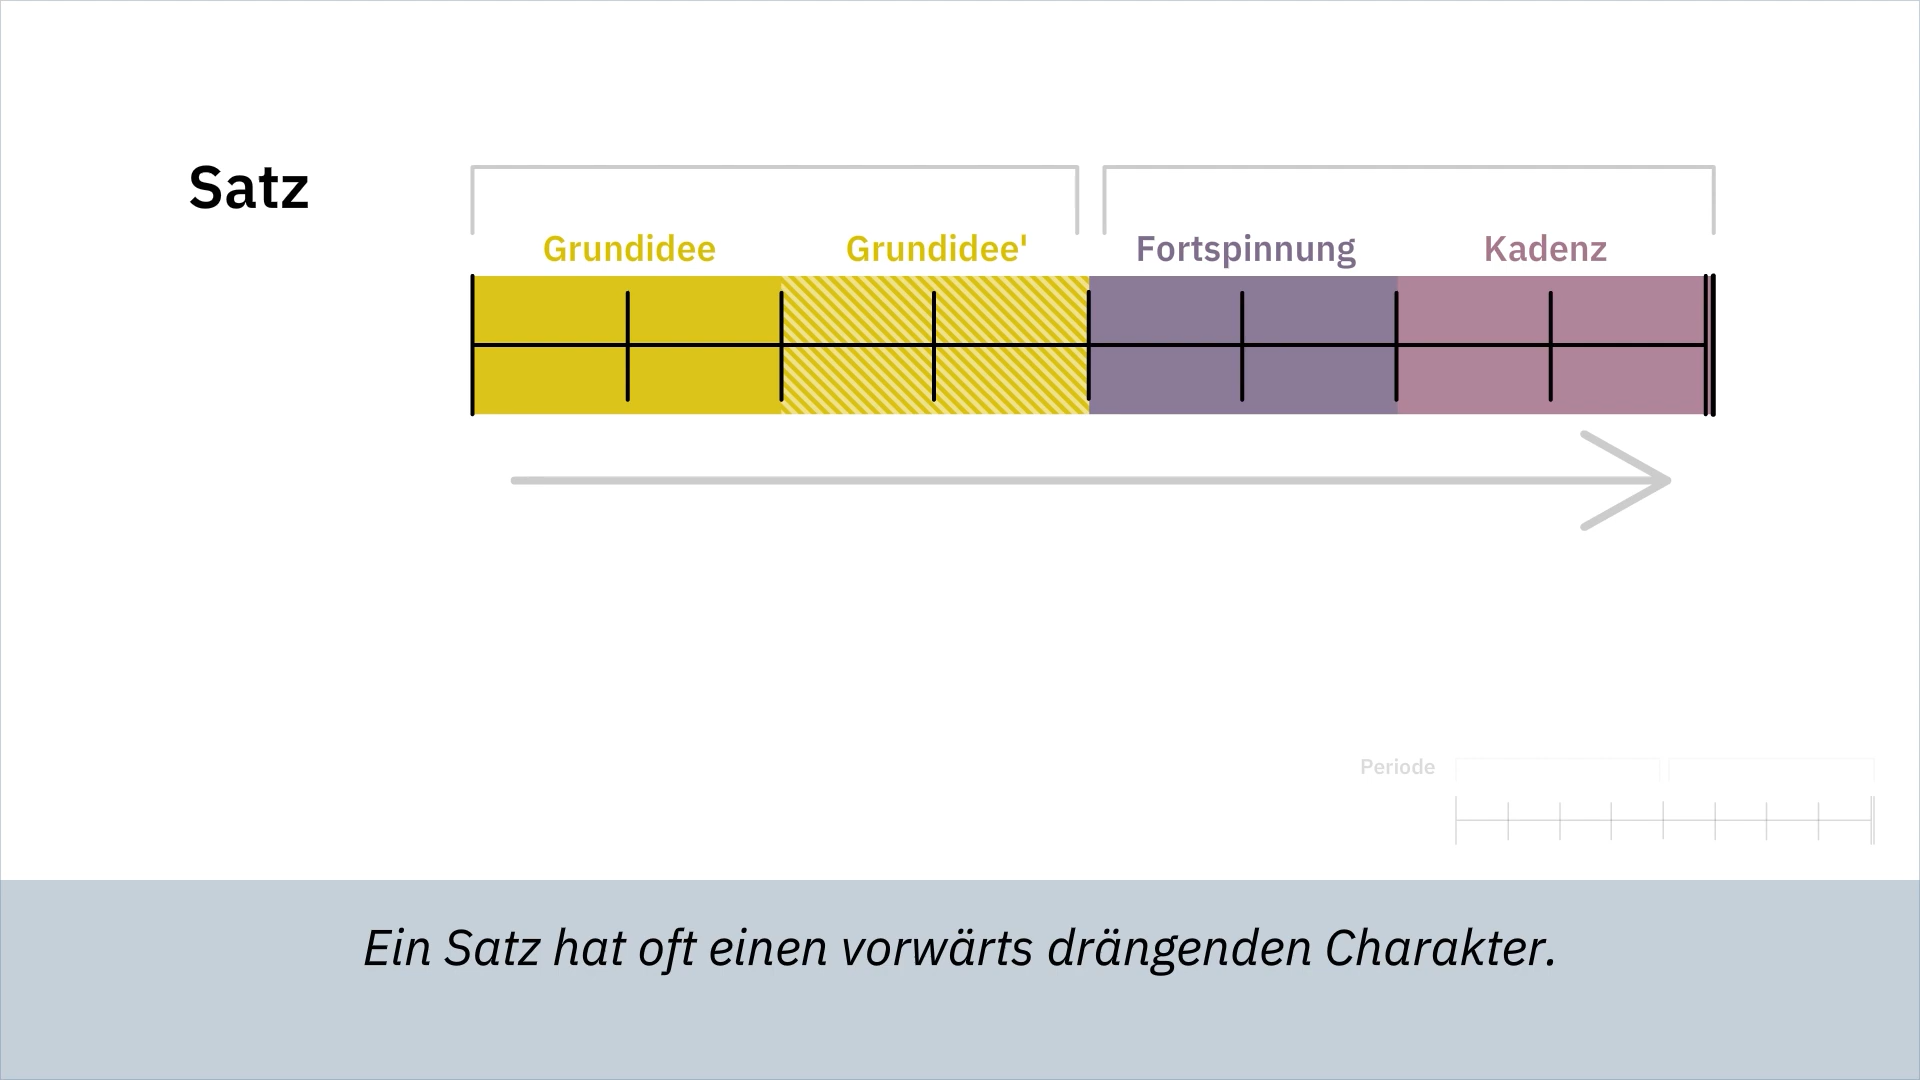 Satz
Grundidee Grundidee' Fortspinnung Kadenz
Periode
Ein Satz hat oft einen vorwärts drängenden Charakter.